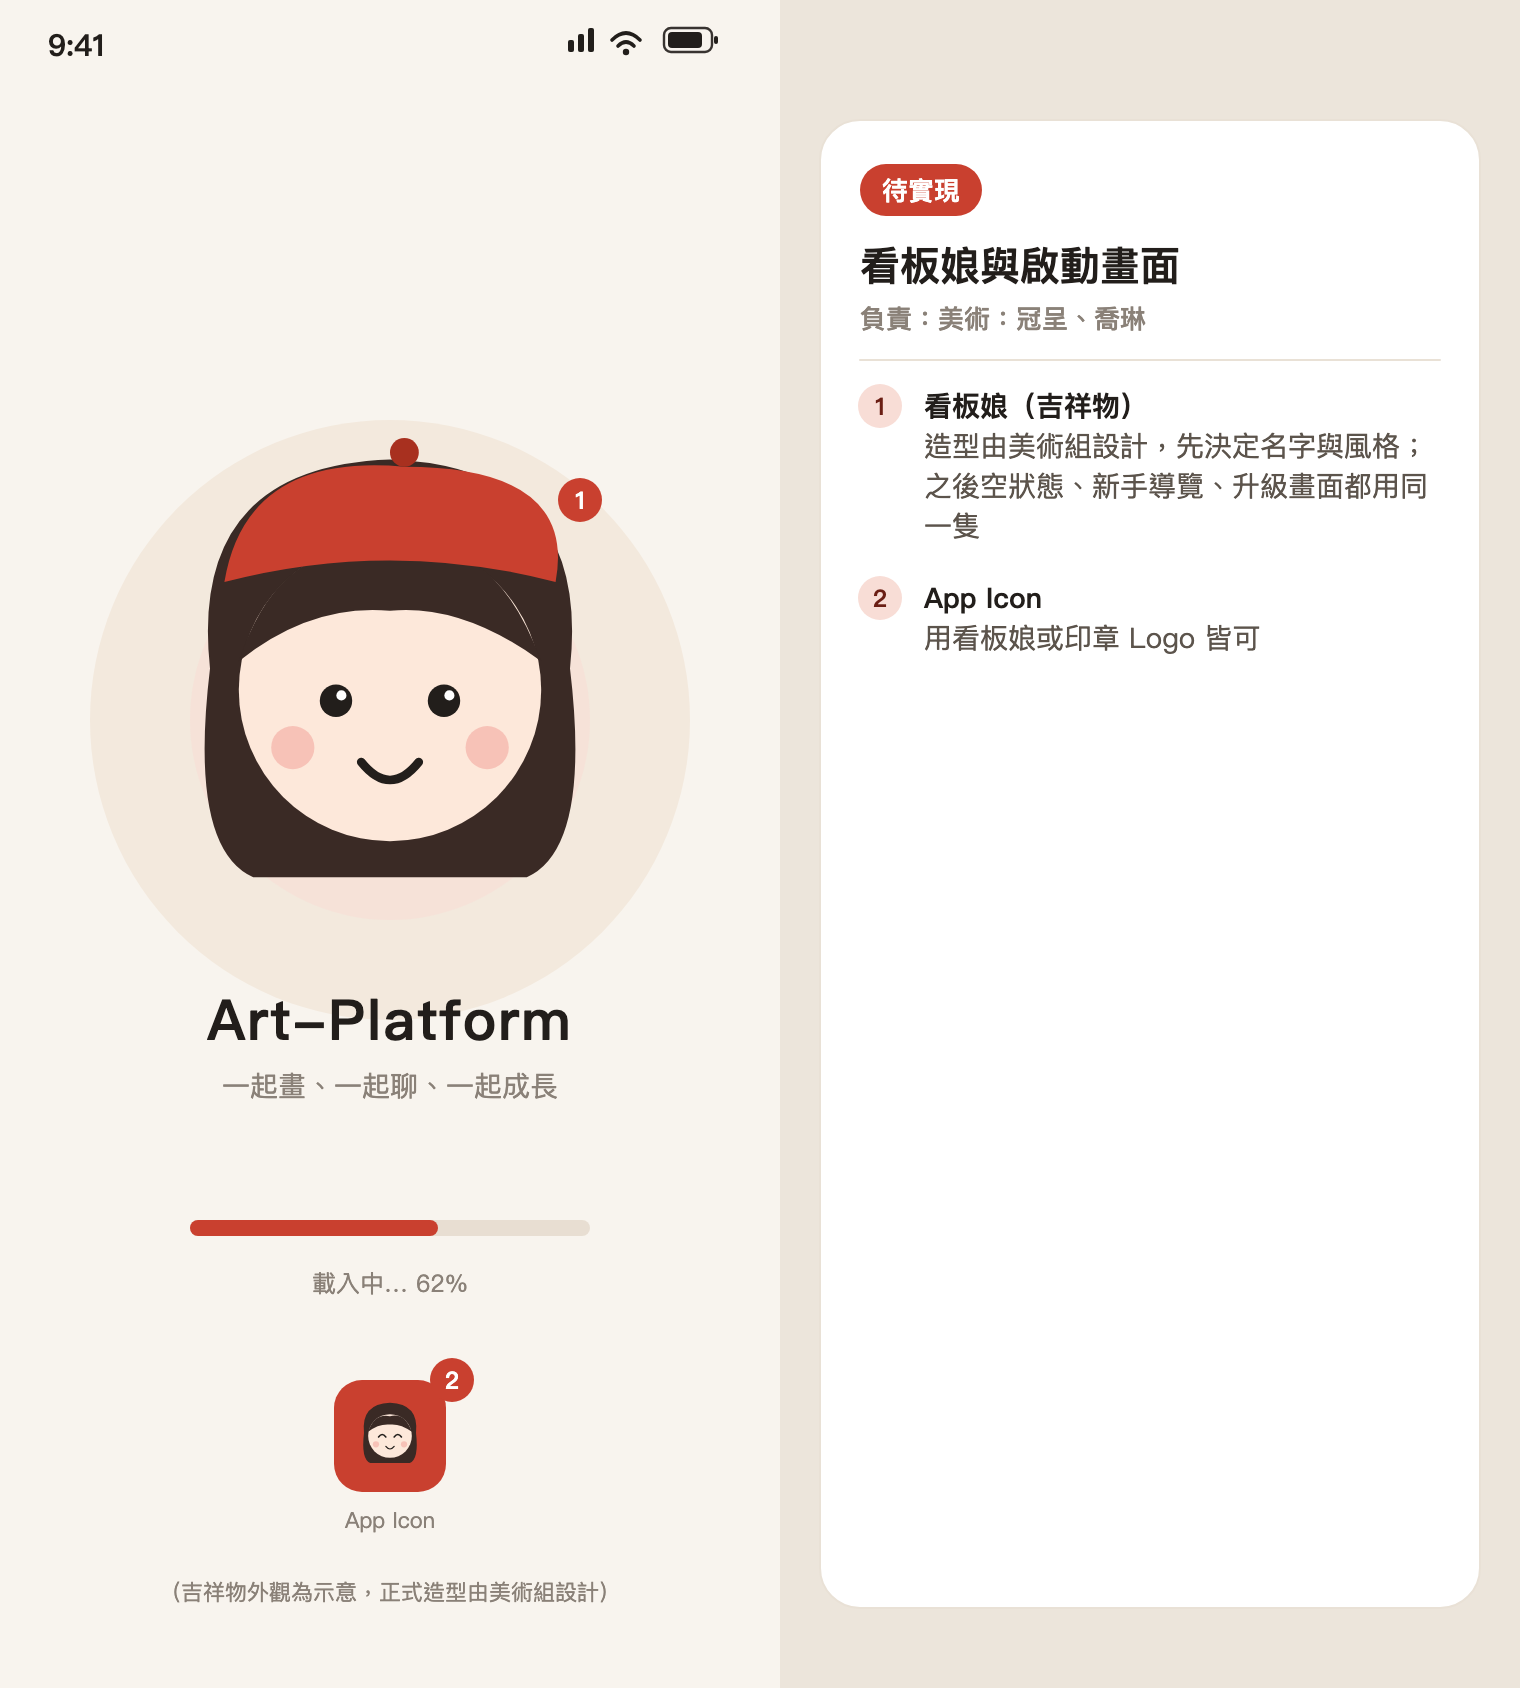 9:41
1
Art–Platform
一起畫、一起聊、一起成長
載入中... 62%
2
App Icon
（吉祥物外觀為示意，正式造型由美術組設計）
待實現
看板娘與啟動畫面
負責：美術：冠呈、喬琳
1
看板娘（吉祥物）
造型由美術組設計，先決定名字與風格；
之後空狀態、新手導覽、升級畫面都用同
一隻
2
App Icon
用看板娘或印章 Logo 皆可